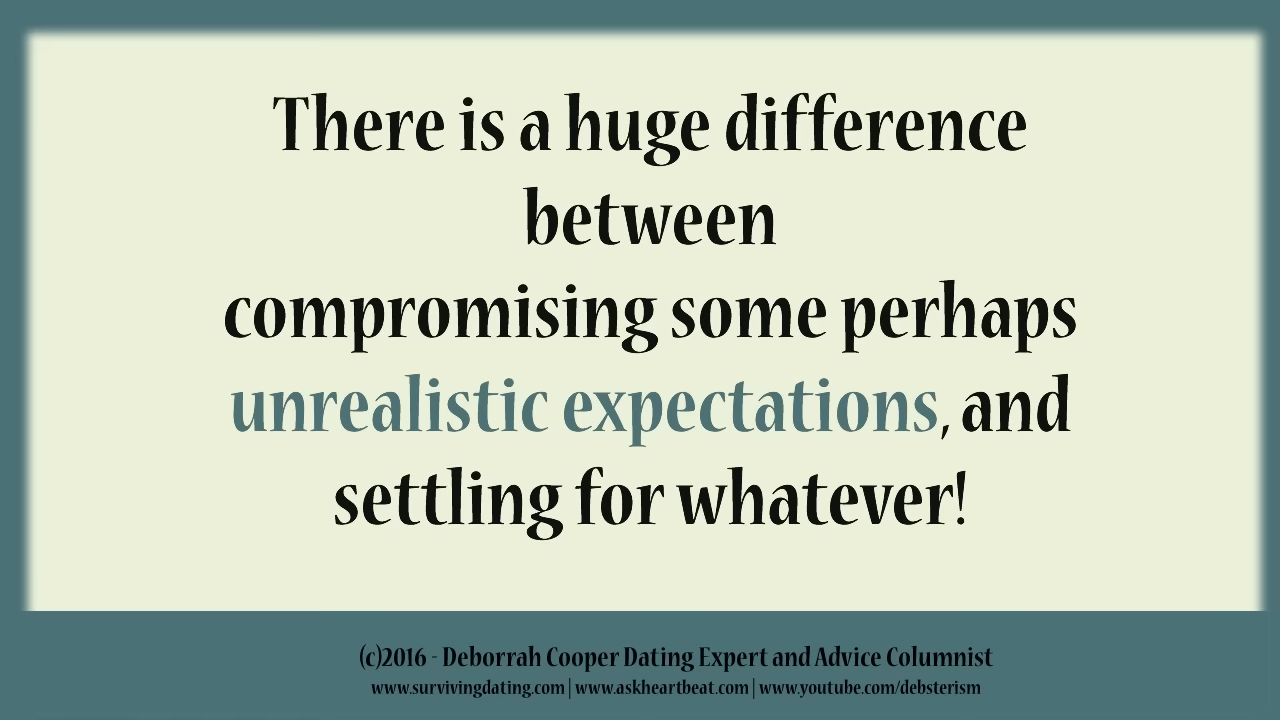 There is a huge difference
between
compromising some perhaps
unrealistic expectations, and
settling for whatever!
(c)2016 - Deborrah Cooper Dating Expert and Advice Columnist
www.survivingdating.com | www.askheartbeat.com | www.youtube.com/debsterism